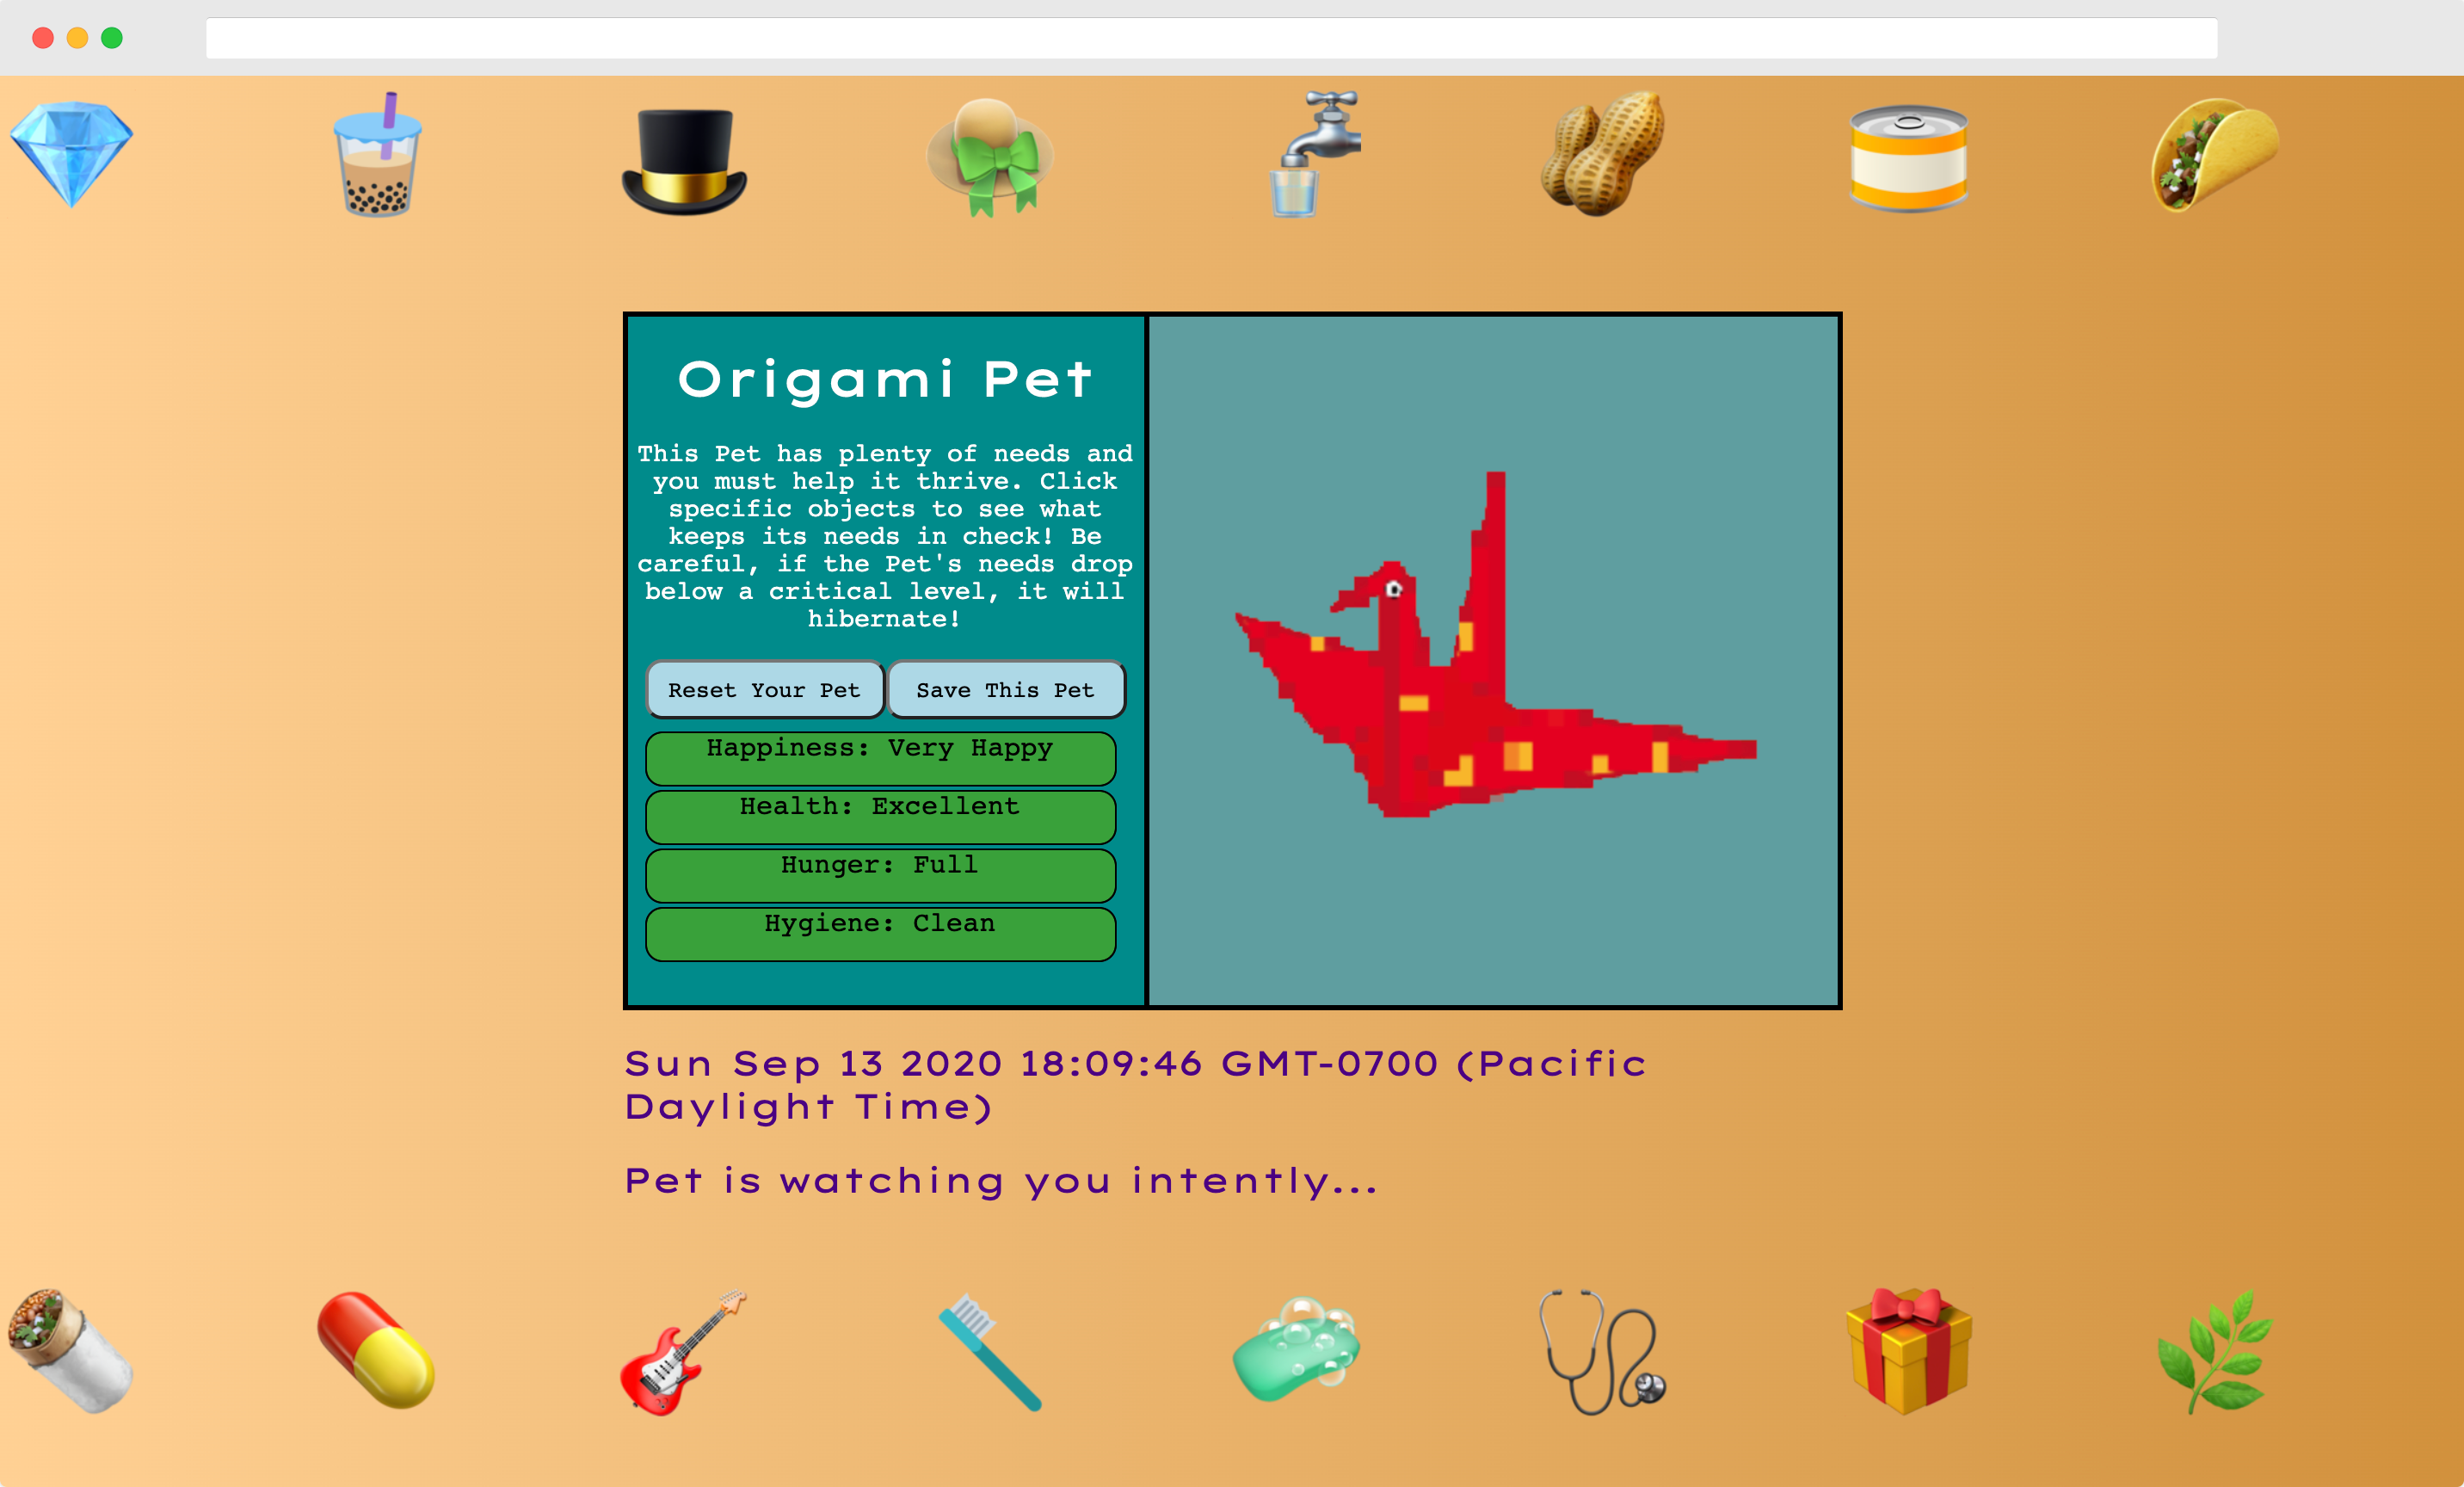 Origami Pet
This Pet has plenty of needs and
you must help it thrive. Click
specific objects to see what
keeps its needs in check! Be
careful, if the Pet's needs drop
below a critical level, it will
hibernate!
Reset Your Pet
Save This Pet
Happiness: Very Happy
Health: Excellent
Hunger: Full
Hygiene: Clean
Sun Sep 13 2020 18:09:46 GMT-0700 (Pacific
Daylight Time)
Pet is watching you intently...